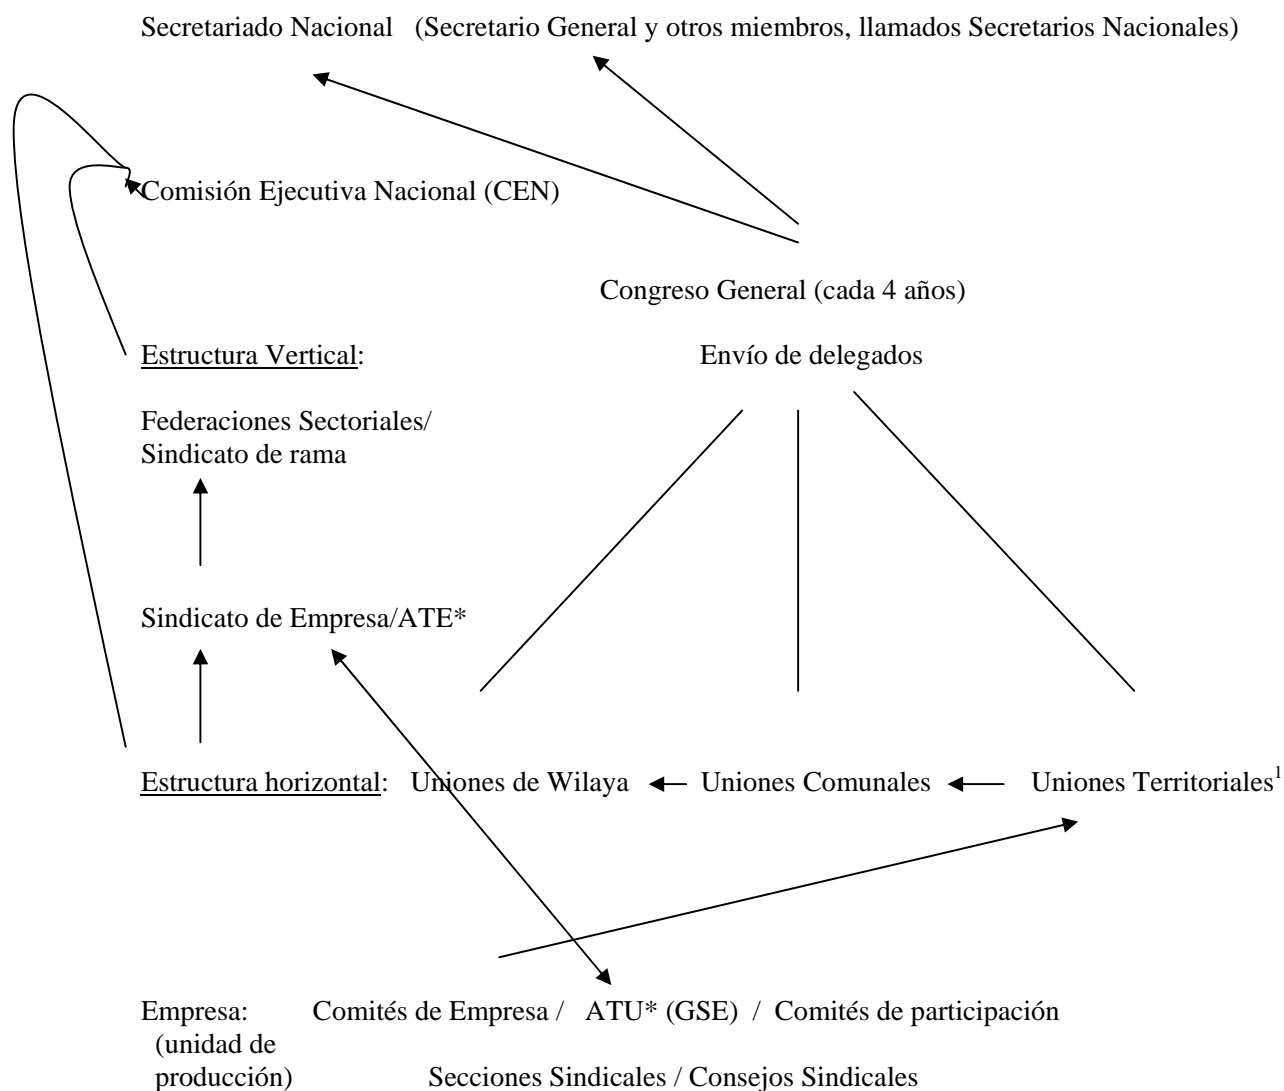 Secretariado Nacional (Secretario General y otros miembros, llamados Secretarios Nacionales)
Comisión Ejecutiva Nacional (CEN)
Congreso General (cada 4 años)
Estructura Vertical: Envío de delegados
Federaciones Sectoriales/
Sindicato de rama
Sindicato de Empresa/ATE*
Estructura horizontal: Uniones de Wilaya Uniones Comunales Uniones Territoriales¹
Empresa: Comités de Empresa / ATU* (GSE) / Comités de participación
(unidad de
producción) Secciones Sindicales / Consejos Sindicales